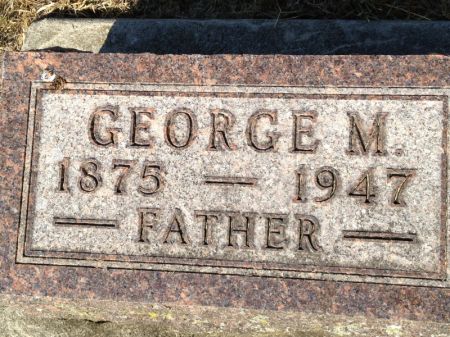 GEORGE M.
1875 — 1947
— FATHER —